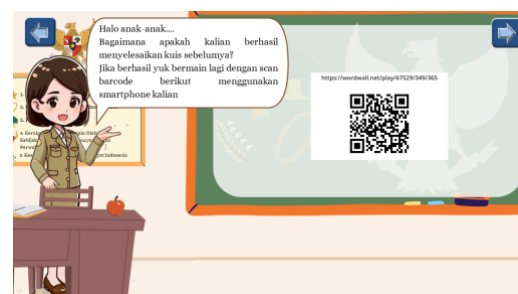 Halo anak-anak....
Bagaimana apakah kalian berhasil
menyelesaikan kuis sebelumya?
Jika berhasil yuk bermain lagi dengan scan
barcode berikut menggunakan
smartphone kalian
https://wordwall.net/play/67529/349/365